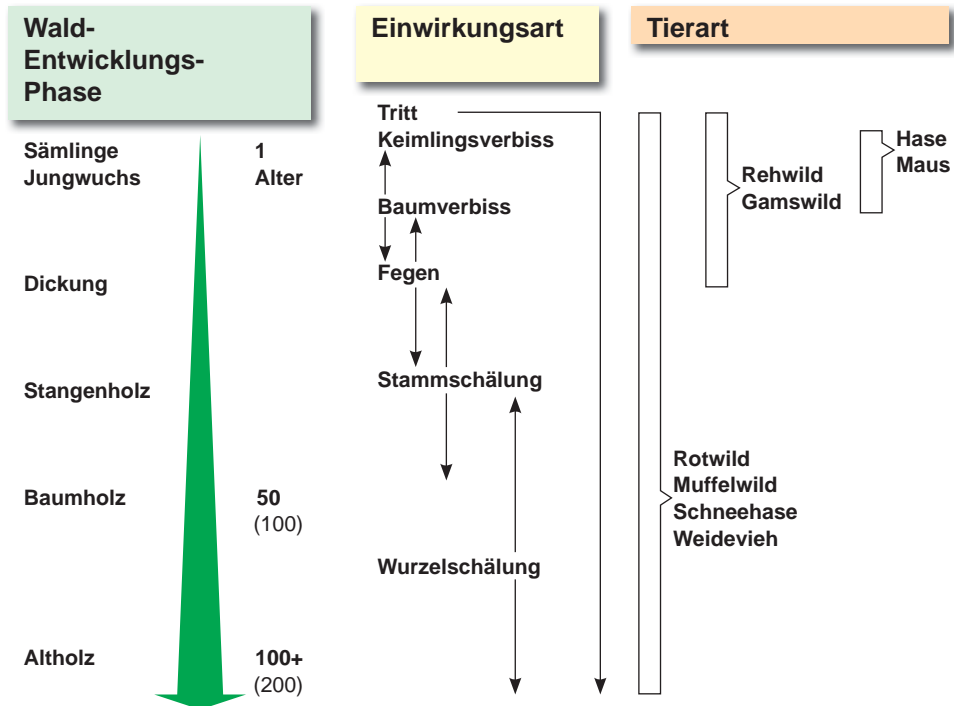 Wald-
Entwicklungs-
Phase
Einwirkungsart
Tierart
Sämlinge
Jungwuchs
1
Alter
Dickung
Stangenholz
Baumholz
50
(100)
Altholz
100+
(200)
Tritt
Keimlingsverbiss
Baumverbiss
Fegen
Stammschälung
Wurzelschälung
Rotwild
Muffelwild
Schneehase
Weidevieh
Rehwild
Gamswild
Hase
Maus